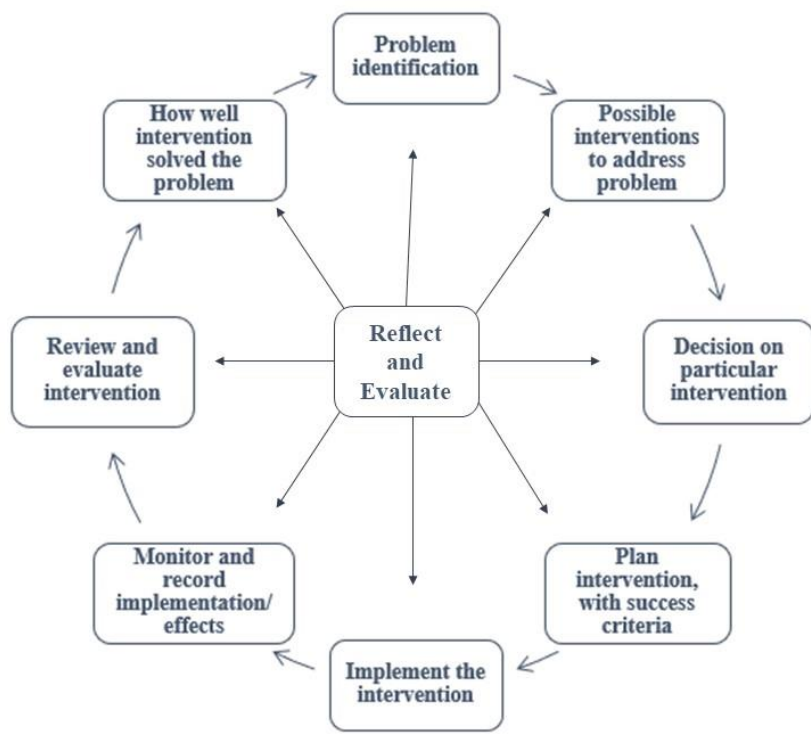 Problem
identification
Possible
interventions
to address
problem
Decision on
particular
intervention
Plan
intervention,
with success
criteria
Implement the
intervention
Monitor and
record
implementation/
effects
Review and
evaluate
intervention
How well
intervention
solved the
problem
Reflect
and
Evaluate